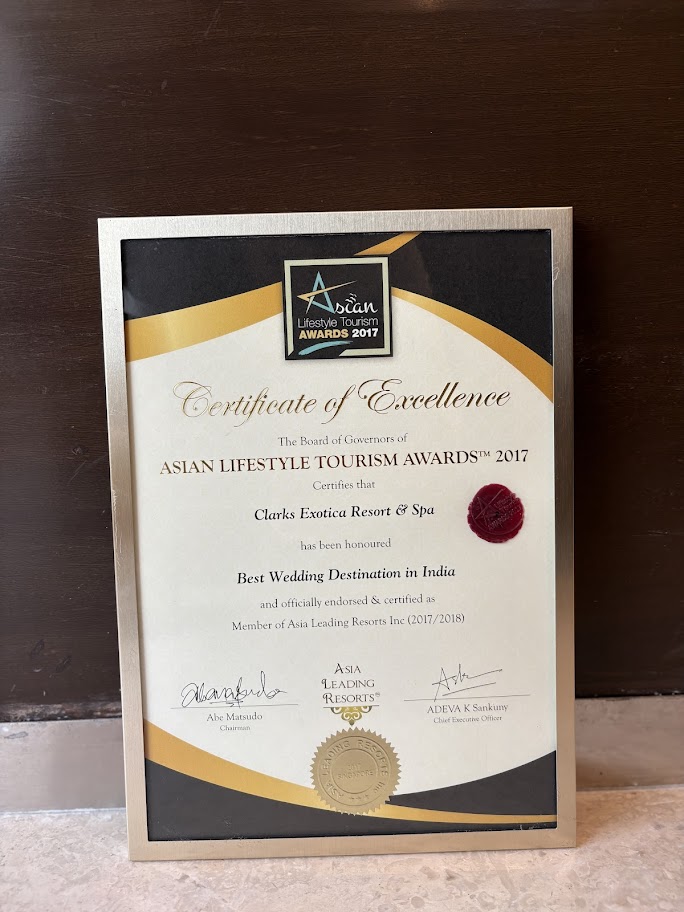 Asian
Lifestyle Tourism
AWARDS 2017
Certificate of Excellence
The Board of Governors of
ASIAN LIFESTYLE TOURISM AWARDS™ 2017
Certifies that
Clarks Exotica Resort & Spa
has been honoured
Best Wedding Destination in India
and officially endorsed & certified as
Member of Asia Leading Resorts Inc (2017/2018)
ASIA
LEADING
RESORTS
Abe Matsudo
Chairman
ADEVA K Sankuny
Chief Executive Officer
LEADING RESORTS